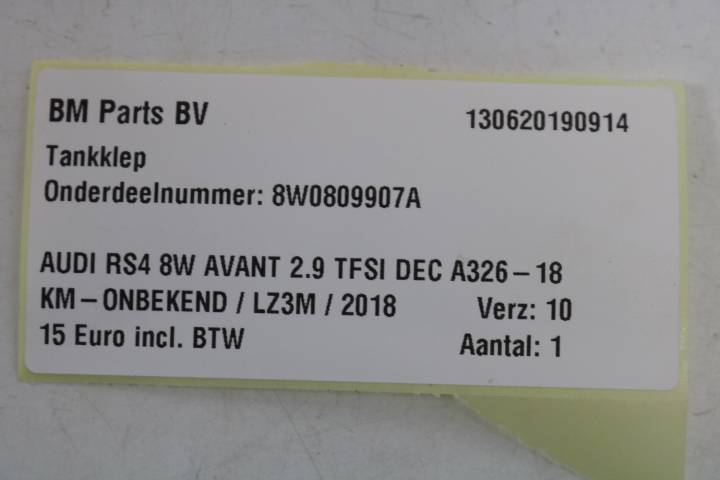 BM Parts BV 130620190914
Tankklep
Onderdeelnummer: 8W0809907A
AUDI RS4 8W AVANT 2.9 TFSI DEC A326-18
KM-ONBEKEND / LZ3M / 2018 Verz: 10
15 Euro incl. BTW Aantal: 1